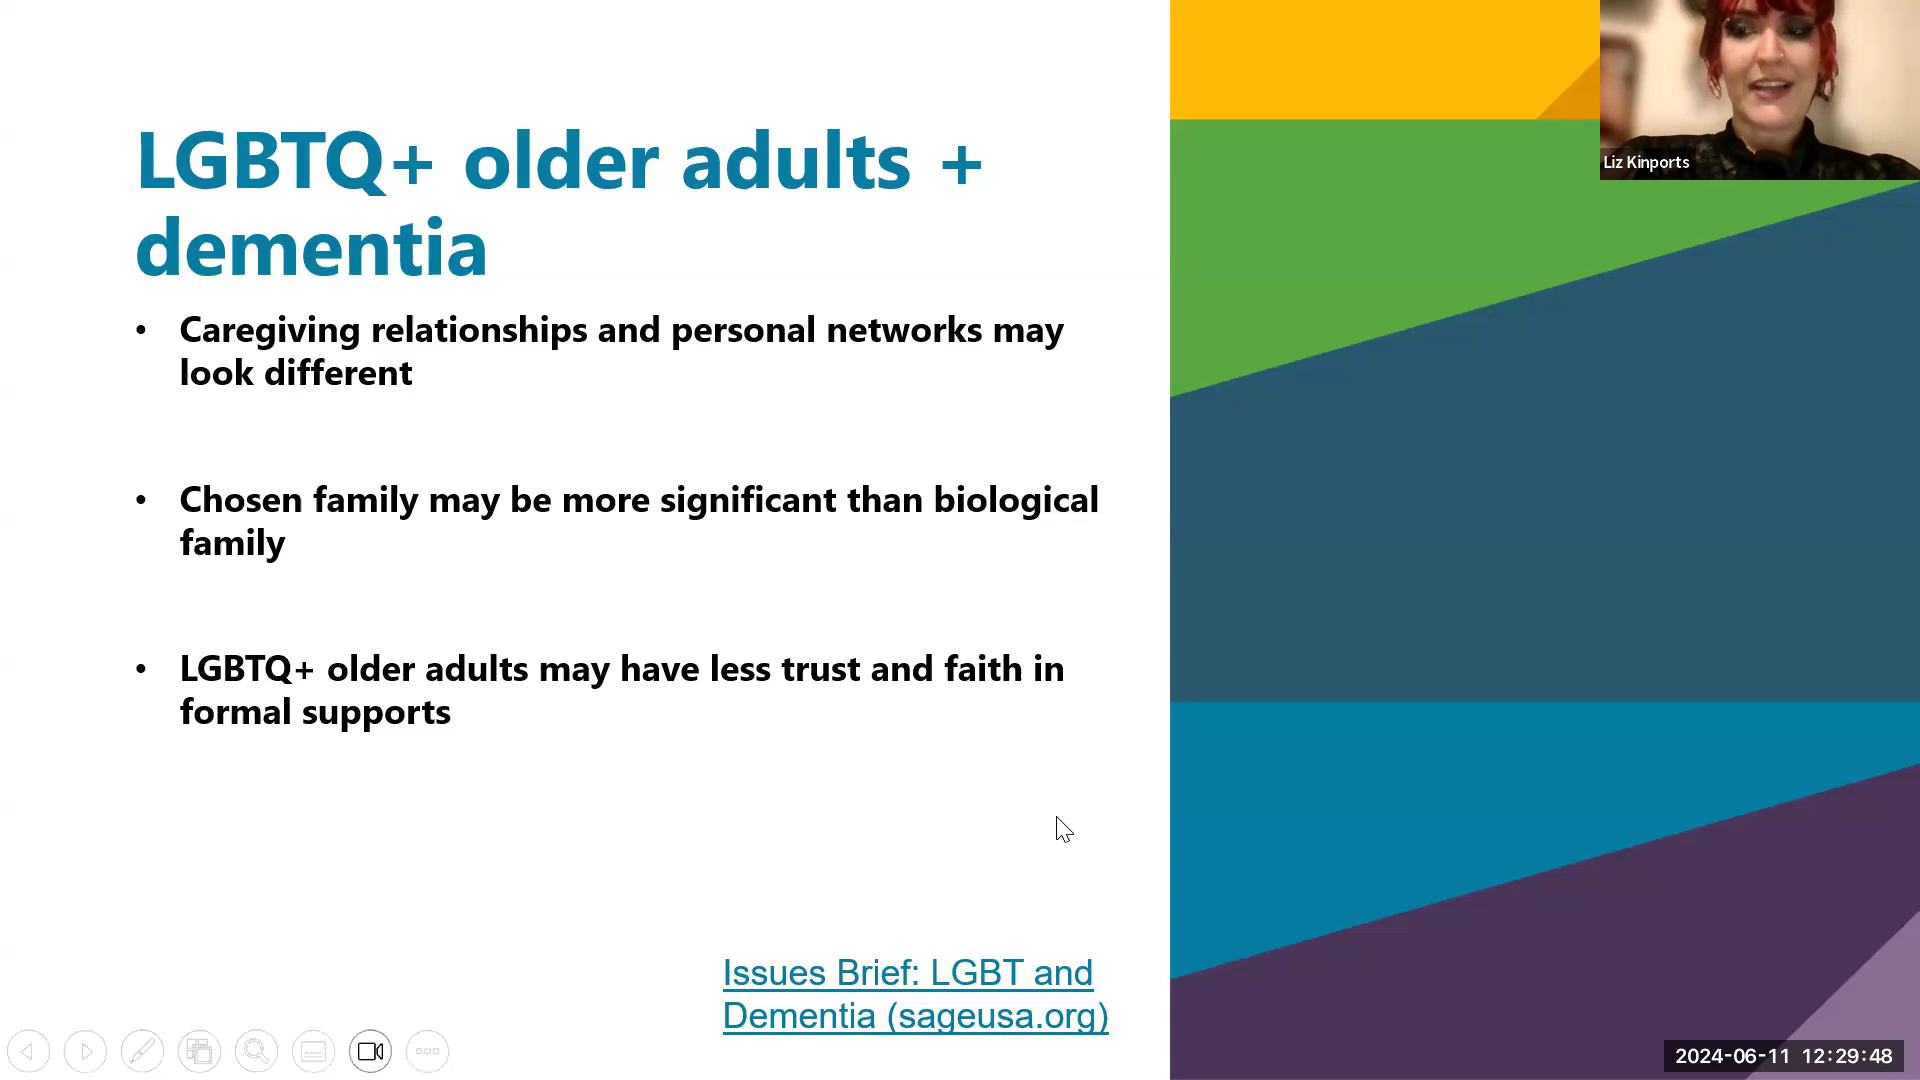 LGBTQ+ older adults +
dementia
• Caregiving relationships and personal networks may
look different
• Chosen family may be more significant than biological
family
• LGBTQ+ older adults may have less trust and faith in
formal supports
Issues Brief: LGBT and
Dementia (sageusa.org)
Liz Kinports
2024-06-11 12:29:48